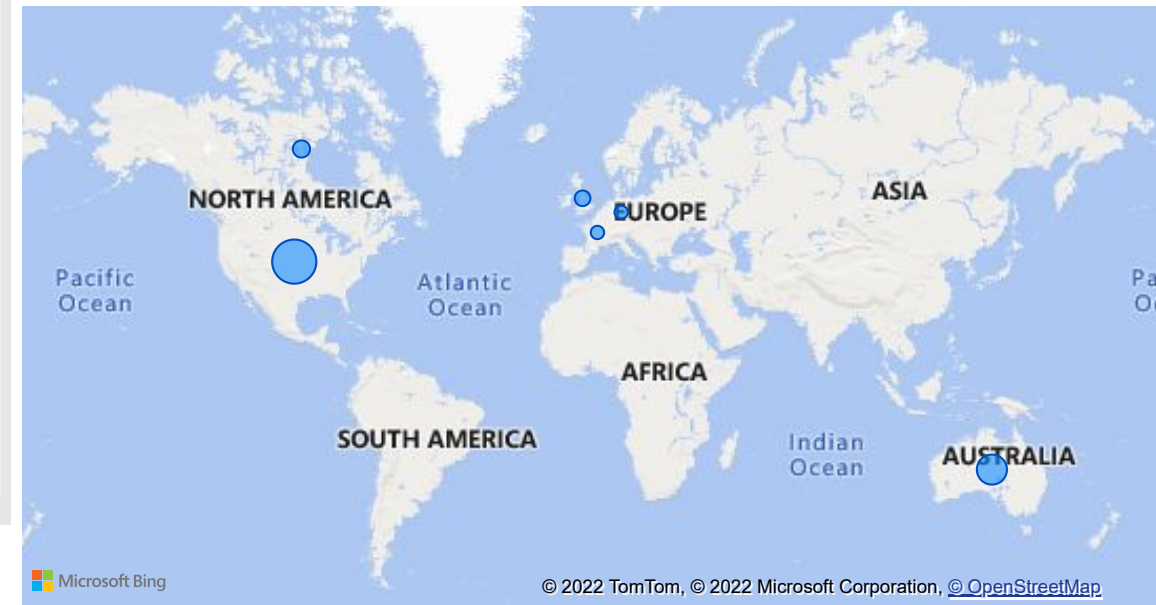 NORTH AMERICA
EUROPE
ASIA
Pacific
Ocean
Atlantic
Ocean
Pa
O
AFRICA
SOUTH AMERICA
Indian
Ocean
AUSTRALIA
Microsoft Bing
© 2022 TomTom, © 2022 Microsoft Corporation, © OpenStreetMap